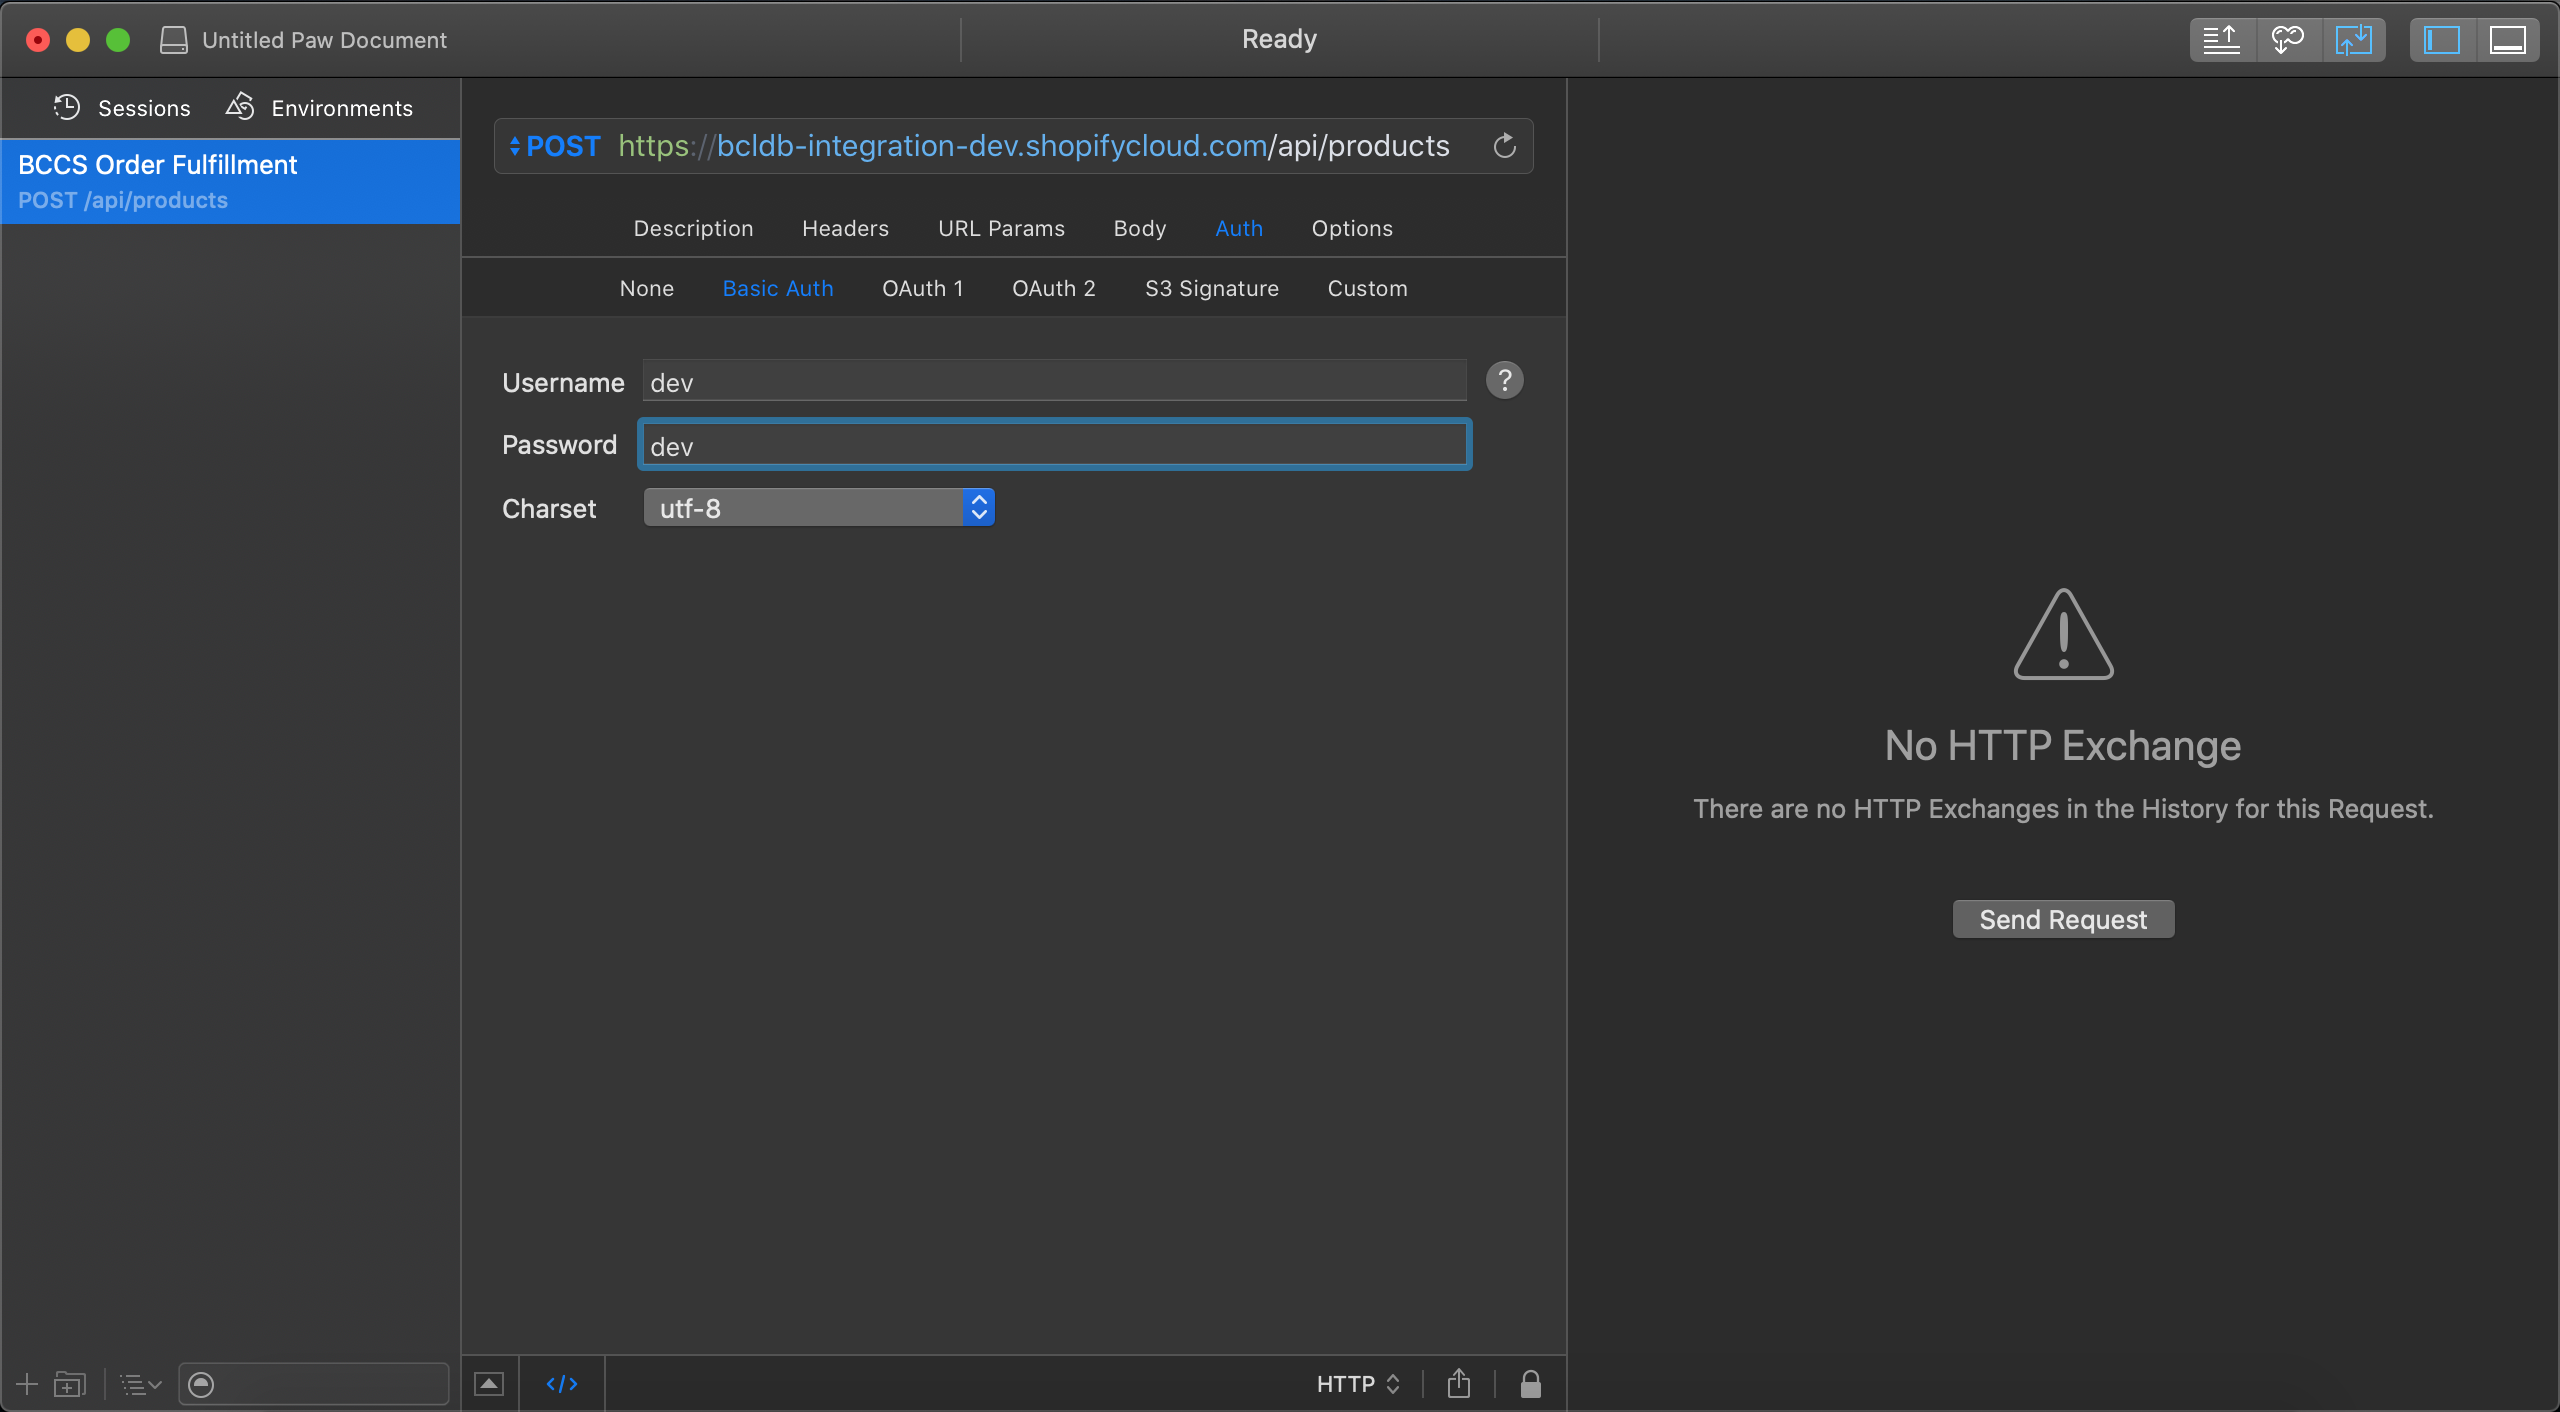 Untitled Paw Document
Ready
Sessions
Environments
BCCS Order Fulfillment
POST /api/products
POST https://bcldb-integration-dev.shopifycloud.com/api/products
Description Headers URL Params Body Auth Options
None Basic Auth OAuth 1 OAuth 2 S3 Signature Custom
Username dev ?
Password dev
Charset utf-8
No HTTP Exchange
There are no HTTP Exchanges in the History for this Request.
Send Request
</> HTTP